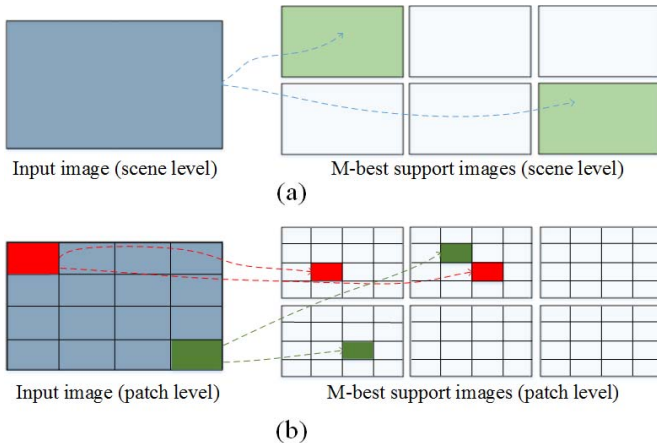 Input image (scene level)
M-best support images (scene level)
(a)
Input image (patch level)
M-best support images (patch level)
(b)